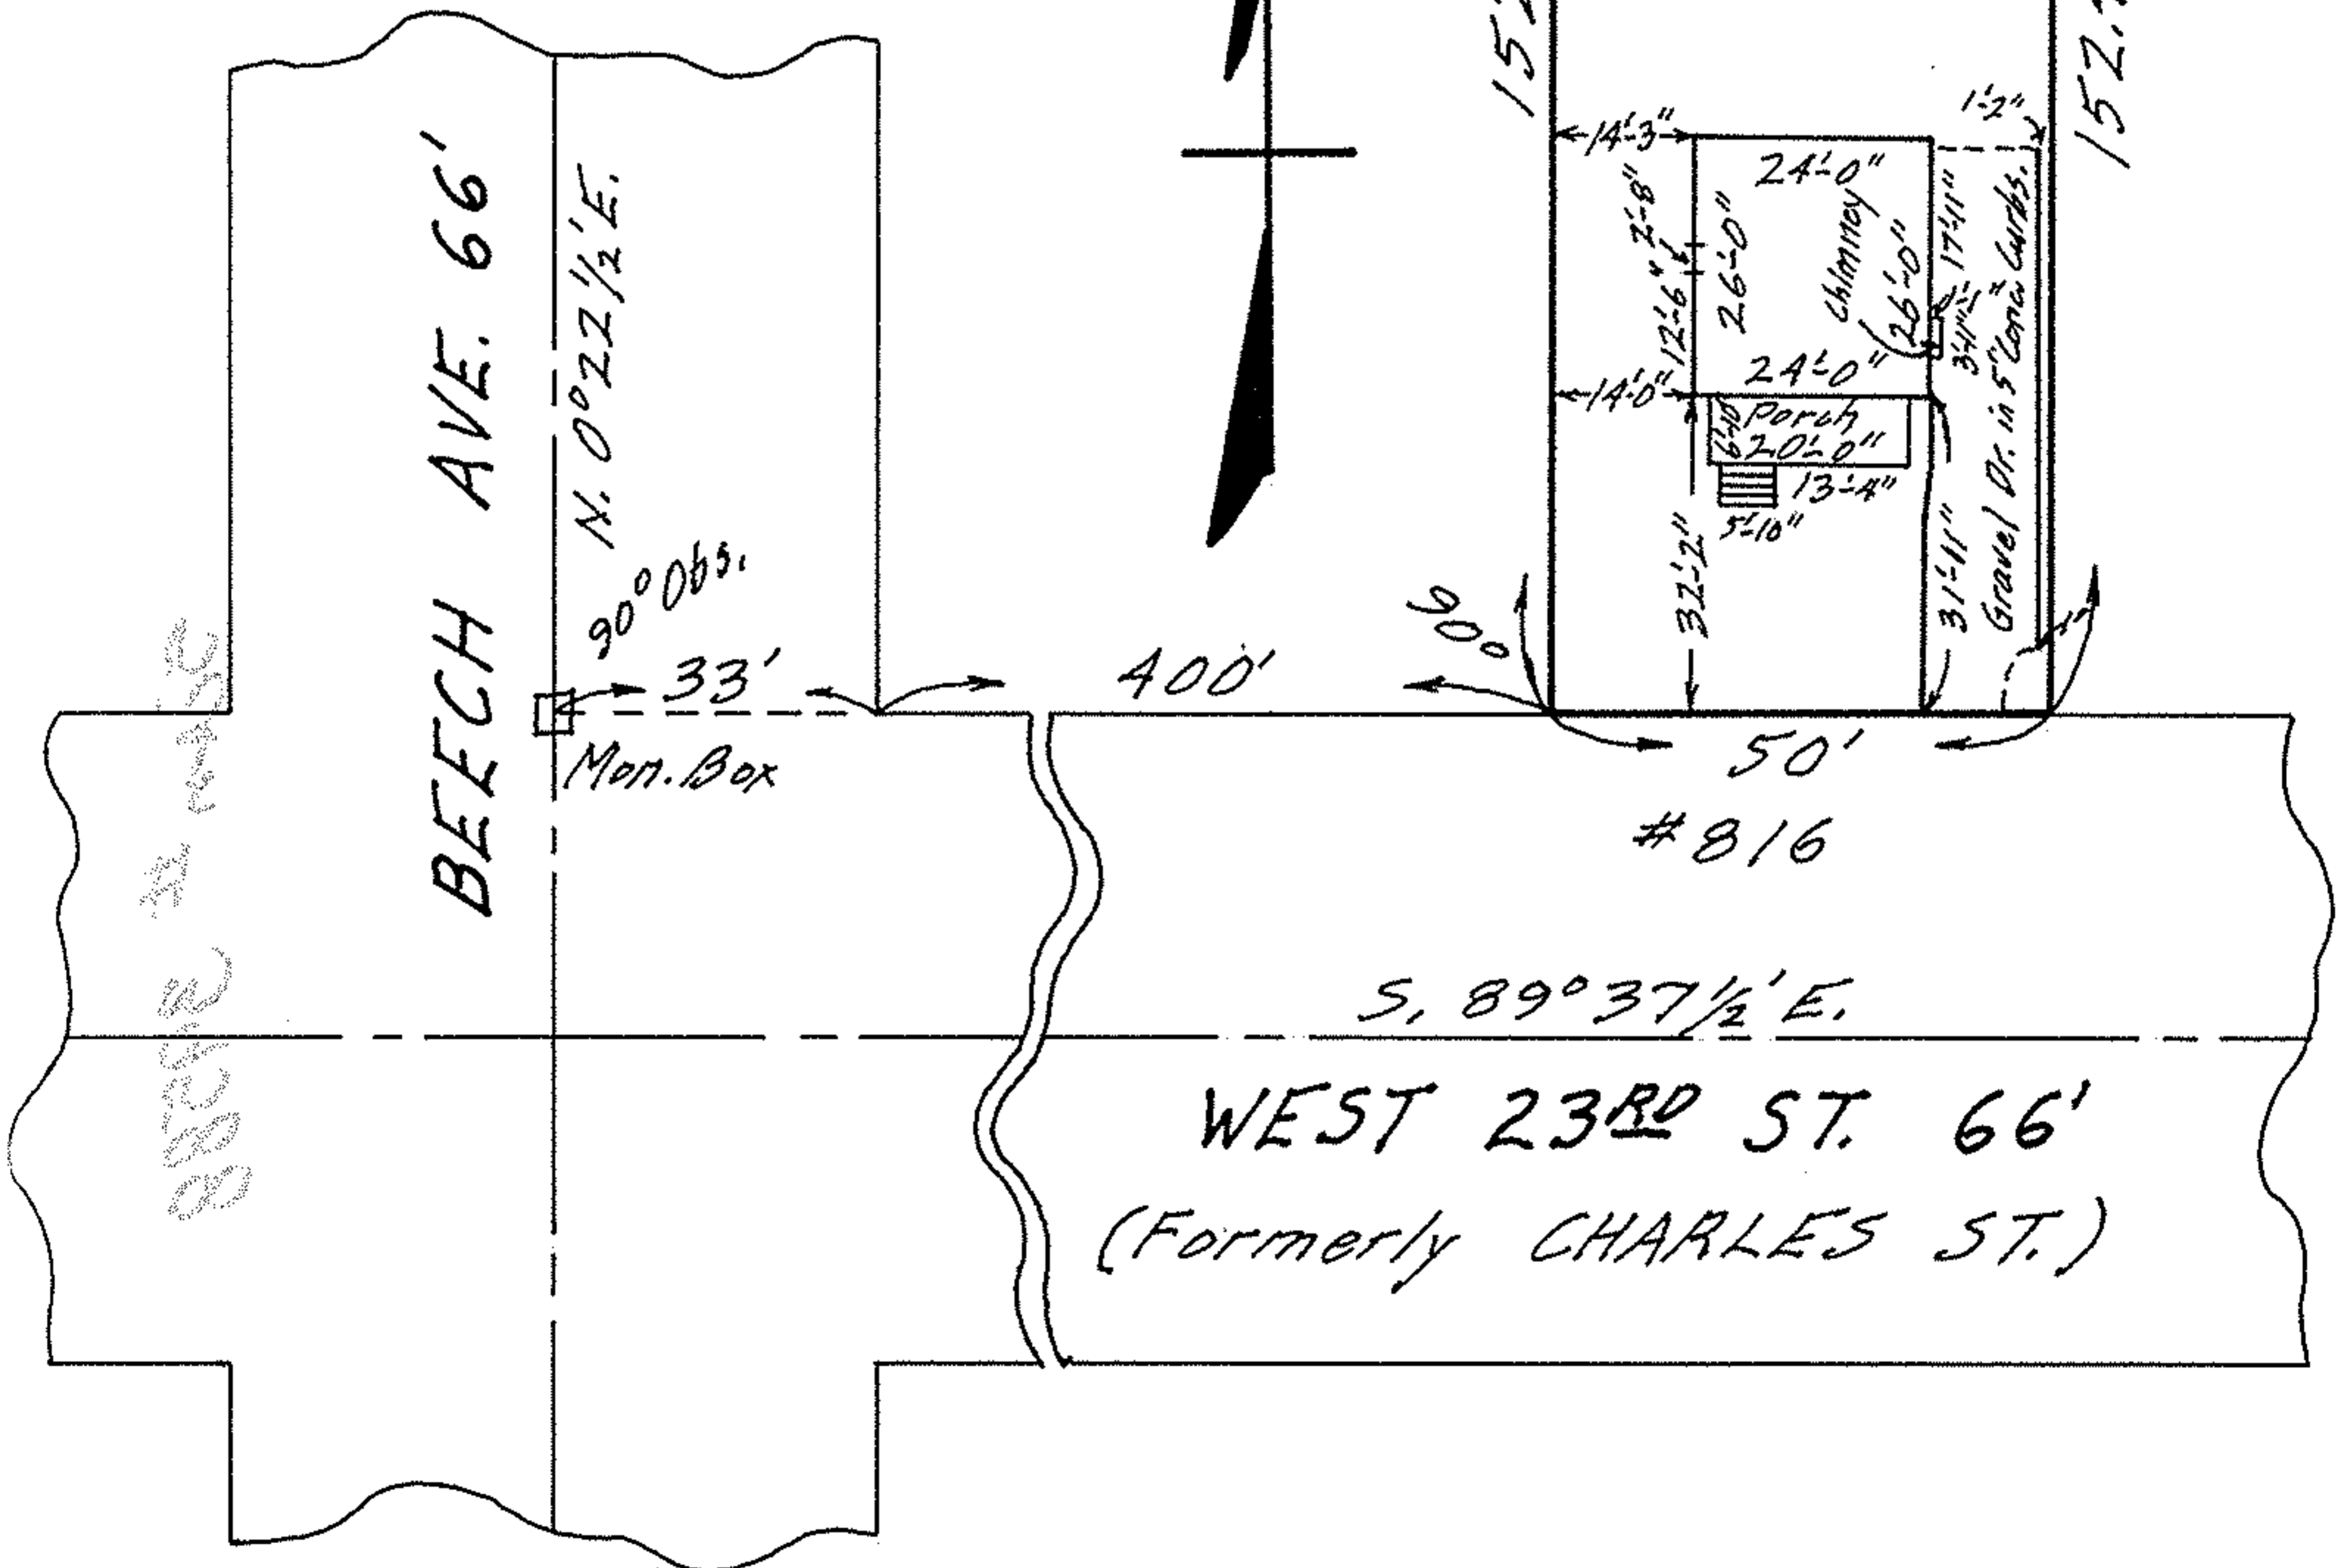 BEECH AVE. 66'
N. 0°22½'E.
90° Obs.
33'
Mon. Box
400'
90°
14'-3"
1'-2"
24'-0"
2'-8"
26'-0"
12'-6"
Chimney
26'-0"
17'-11"
14'-0"
24'-0"
Porch
20'-0"
13'-4"
5'-10"
32'-2"
31'-11"
Gravel Dr. in 5" Conc. Curbs.
50'
#816
S. 89°37½'E.
WEST 23RD ST. 66'
(Formerly CHARLES ST.)